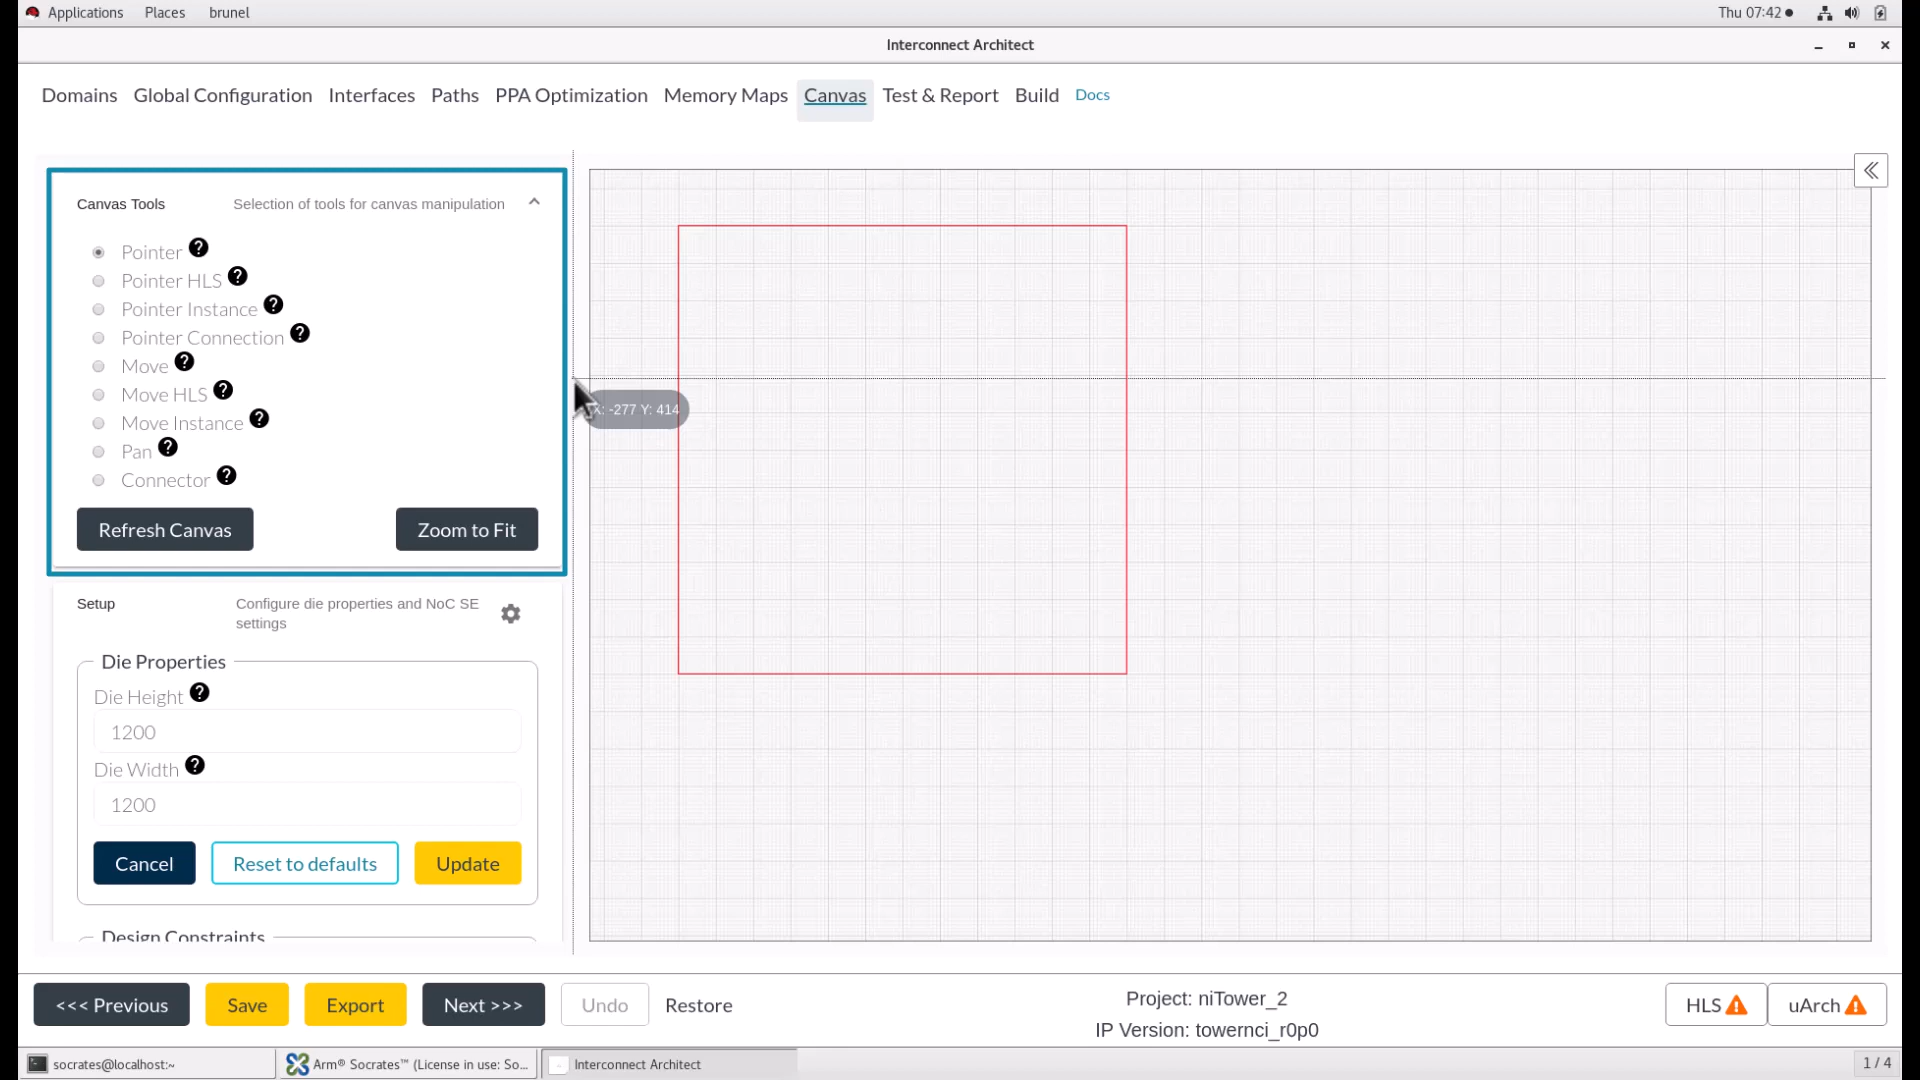 Applications Places brunel Thu 07:42
Interconnect Architect
Domains Global Configuration Interfaces Paths PPA Optimization Memory Maps Canvas Test & Report Build Docs
Canvas Tools Selection of tools for canvas manipulation
Pointer
Pointer HLS
Pointer Instance
Pointer Connection
Move
Move HLS
Move Instance
Pan
Connector
Refresh Canvas Zoom to Fit
X: -277 Y: 414
Setup Configure die properties and NoC SE
settings
Die Properties
Die Height
1200
Die Width
1200
Cancel Reset to defaults Update
Design Constraints
<<< Previous Save Export Next >>> Undo Restore
Project: niTower_2
IP Version: towernci_r0p0
HLS uArch
socrates@localhost:~ Arm® Socrates™ (License in use: So... Interconnect Architect 1 / 4